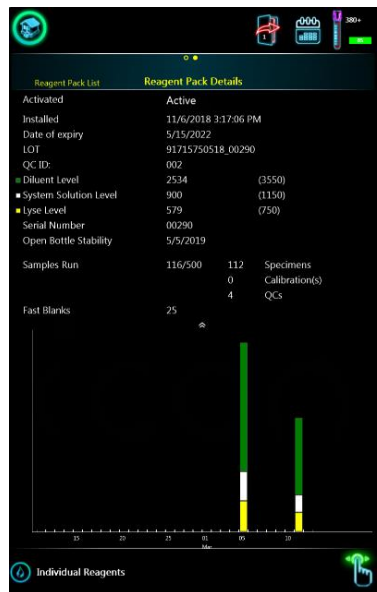 380+
1
Reagent Pack List Reagent Pack Details
Activated Active
Installed 11/6/2018 3:17:06 PM
Date of expiry 5/15/2022
LOT 91715750518_00290
QC ID: 002
Diluent Level 2534 (3550)
System Solution Level 900 (1150)
Lyse Level 579 (750)
Serial Number 00290
Open Bottle Stability 5/5/2019
Samples Run 116/500 112 Specimens
0 Calibration(s)
4 QCs
Fast Blanks 25
15 20 25 01 05 10
Mar
Individual Reagents